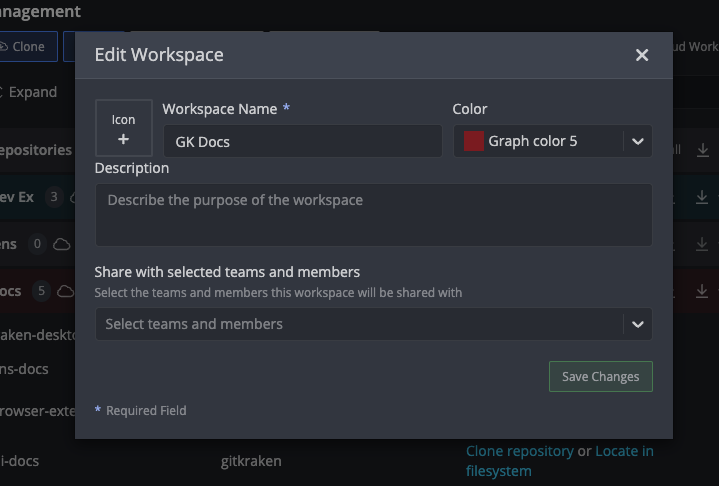 anagement
Clone
ud Work
Edit Workspace
Expand
Icon
+
Workspace Name *
GK Docs
Color
Graph color 5
Description
Describe the purpose of the workspace
epositories
all
ev Ex 3
ens 0
ocs 5
Share with selected teams and members
Select the teams and members this workspace will be shared with
Select teams and members
aken-deskto
ns-docs
Save Changes
rowser-exte
* Required Field
i-docs
gitkraken
Clone repository or Locate in
filesystem